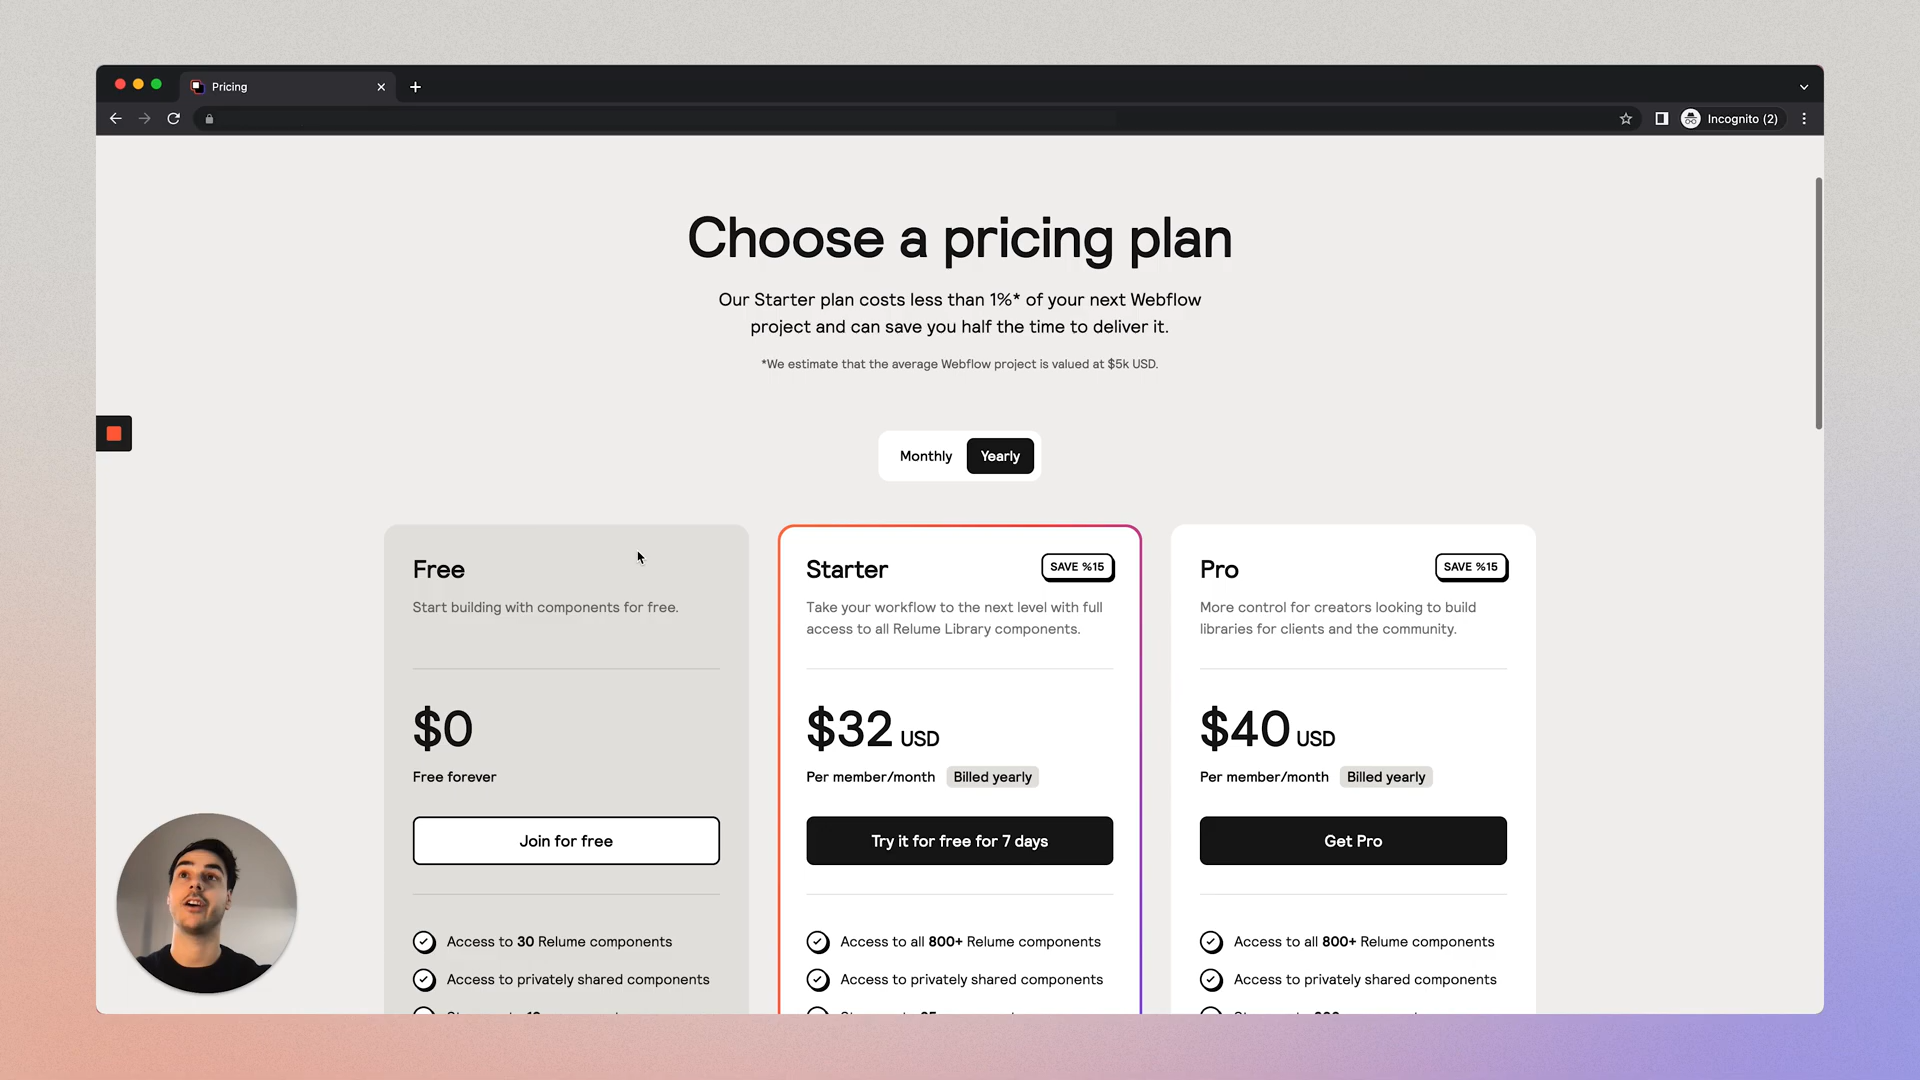 Pricing
Incognito (2)
Choose a pricing plan
Our Starter plan costs less than 1%* of your next Webflow
project and can save you half the time to deliver it.
*We estimate that the average Webflow project is valued at $5k USD.
Monthly
Yearly
Free
Start building with components for free.
$0
Free forever
Join for free
Access to 30 Relume components
Access to privately shared components
Starter
SAVE %15
Take your workflow to the next level with full
access to all Relume Library components.
$32 USD
Per member/month
Billed yearly
Try it for free for 7 days
Access to all 800+ Relume components
Access to privately shared components
Pro
SAVE %15
More control for creators looking to build
libraries for clients and the community.
$40 USD
Per member/month
Billed yearly
Get Pro
Access to all 800+ Relume components
Access to privately shared components